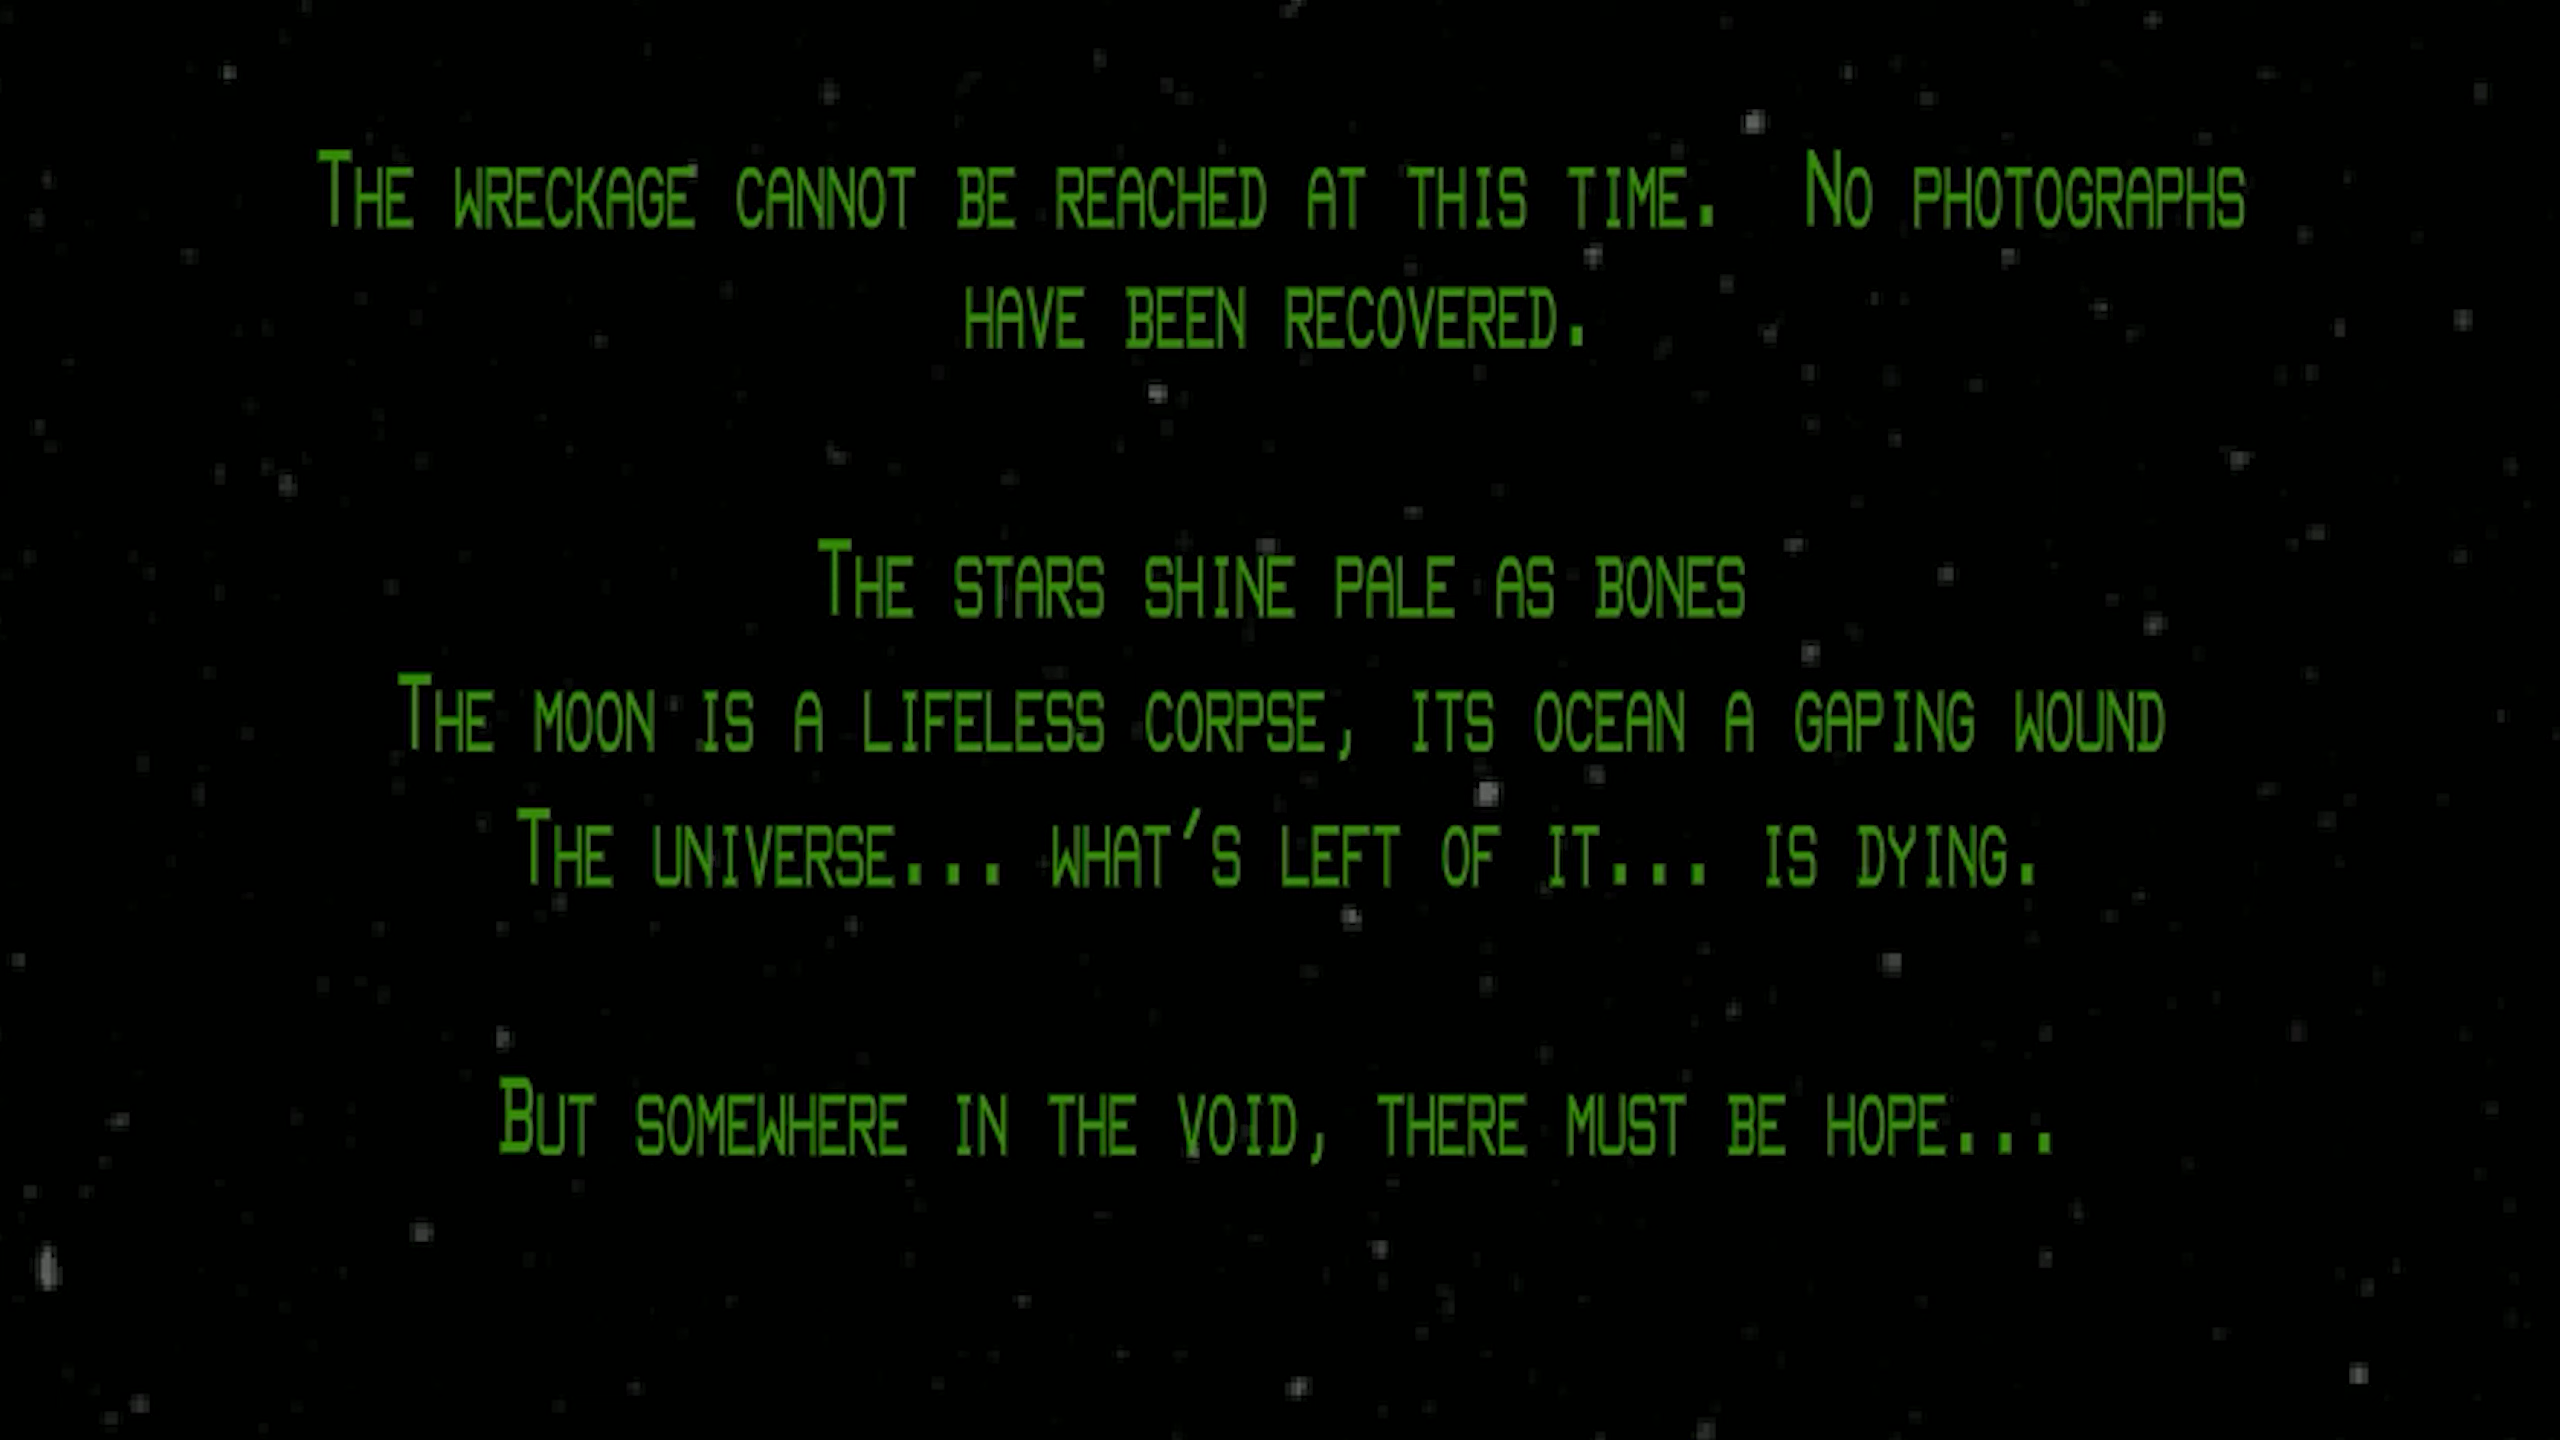 The wreckage cannot be reached at this time.  No photographs
have been recovered.
The stars shine pale as bones
The moon is a lifeless corpse, its ocean a gaping wound
The universe... what's left of it... is dying.
But somewhere in the void, there must be hope...